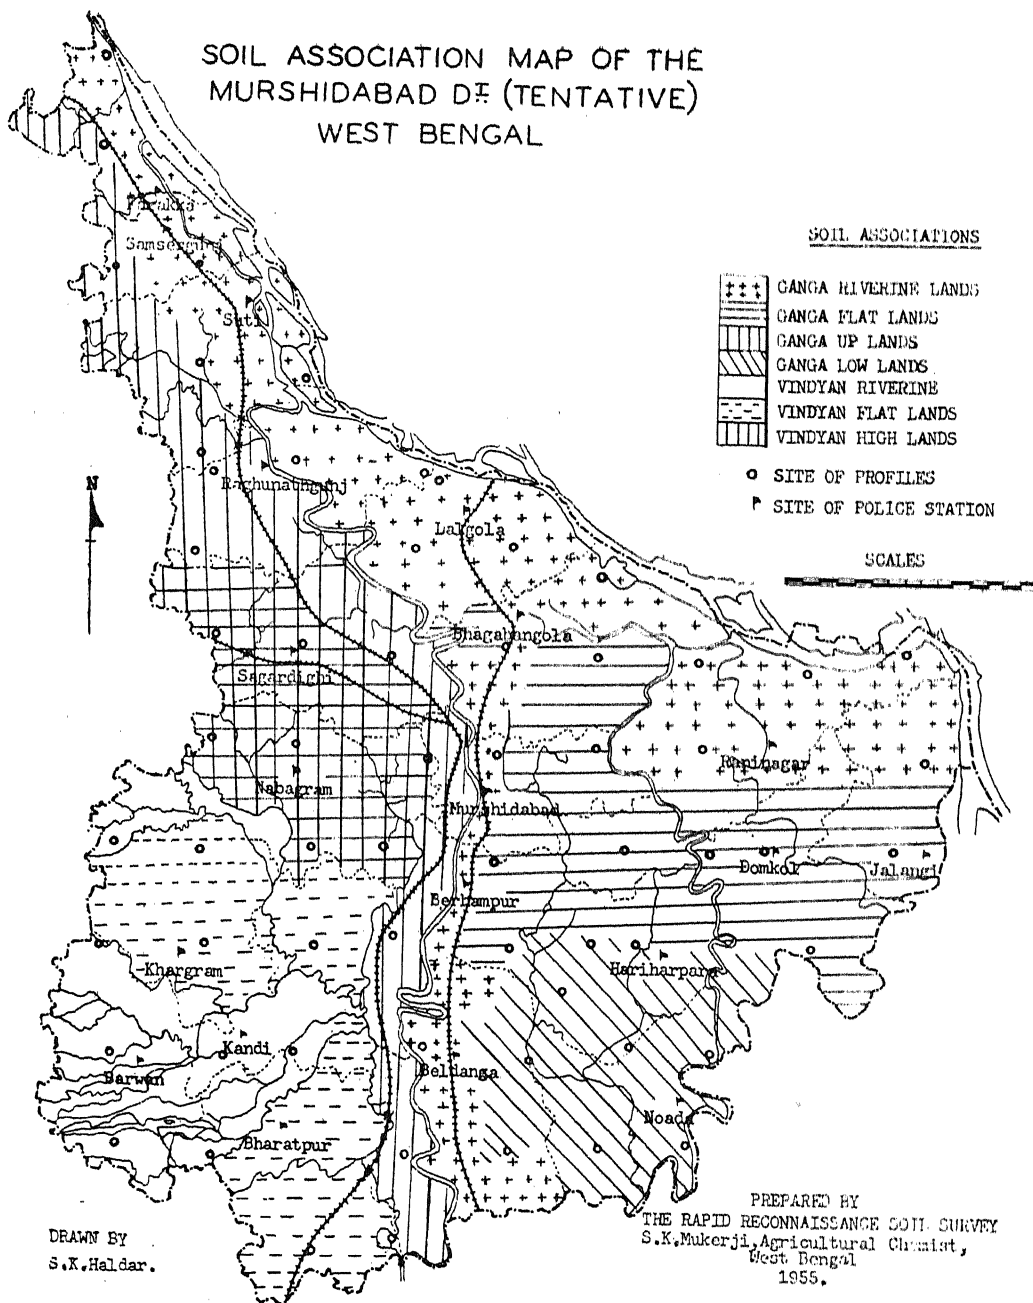 SOIL ASSOCIATION MAP OF THE
MURSHIDABAD DT. (TENTATIVE)
WEST BENGAL
SOIL ASSOCIATIONS
GANGA RIVERINE LANDS
GANGA FLAT LANDS
GANGA UP LANDS
GANGA LOW LANDS
VINDYAN RIVERINE
VINDYAN FLAT LANDS
VINDYAN HIGH LANDS
SITE OF PROFILES
SITE OF POLICE STATION
SCALES
N
Farakka
Samserganj
Suti
Raghunathganj
Lalgola
Bhagabangola
Sagardighi
Raninagar
Nabagram
Murshidabad
Domkol
Jalangi
Berhampur
Khargram
Hariharpara
Kandi
Barwan
Beldanga
Noada
Bharatpur
DRAWN BY
S.K.Haldar.
PREPARED BY
THE RAPID RECONNAISSANCE SOIL SURVEY
S.K.Mukerji,Agricultural Chemist,
West Bengal
1955.